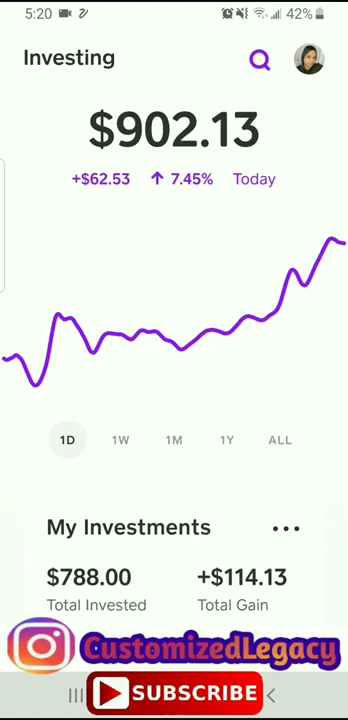 5:20 42%
Investing
$902.13
+$62.53 ↑ 7.45% Today
1D 1W 1M 1Y ALL
My Investments
$788.00 +$114.13
Total Invested Total Gain
CustomizedLegacy
SUBSCRIBE